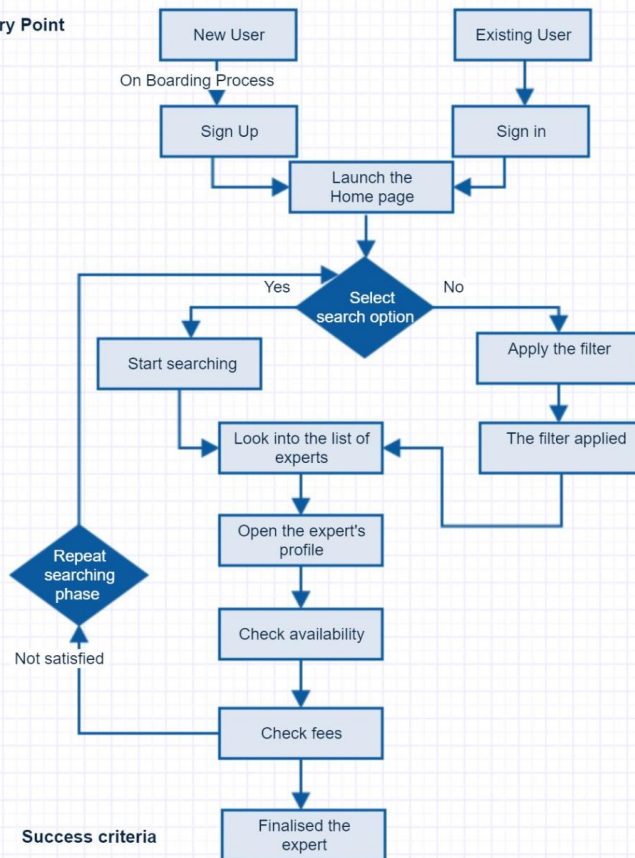 ry Point
New User
Existing User
On Boarding Process
Sign Up
Sign in
Launch the
Home page
Yes
No
Select
search option
Start searching
Apply the filter
Look into the list of
experts
The filter applied
Open the expert's
profile
Repeat
searching
phase
Check availability
Not satisfied
Check fees
Success criteria
Finalised the
expert